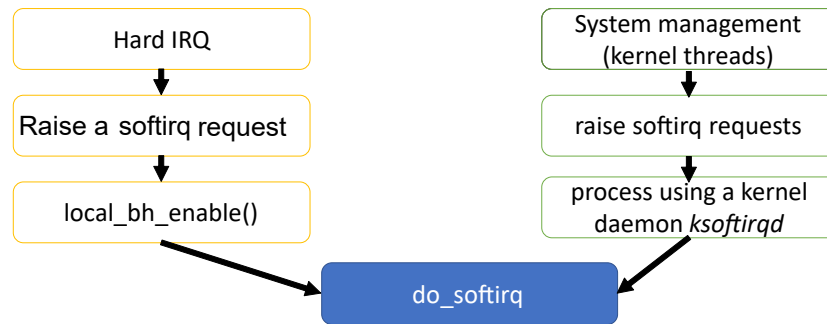 Hard IRQ
Raise a softirq request
local_bh_enable()
System management
(kernel threads)
raise softirq requests
process using a kernel
daemon ksoftirqd
do_softirq